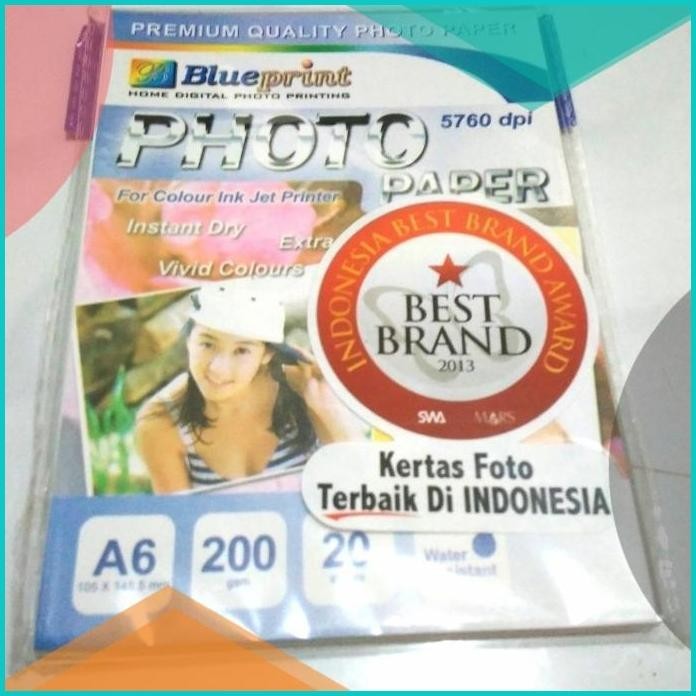 PREMIUM QUALITY PHOTO PAPER
Blueprint
HOME DIGITAL PHOTO PRINTING
PHOTO
5760 dpi
PAPER
For Colour Ink Jet Printer
Instant Dry
Extra
Vivid Colours
INDONESIA BEST BRAND AWARD
BEST
BRAND
2013
SWA MARS
Kertas Foto
Terbaik Di INDONESIA
A6
200
gsm
20
Water